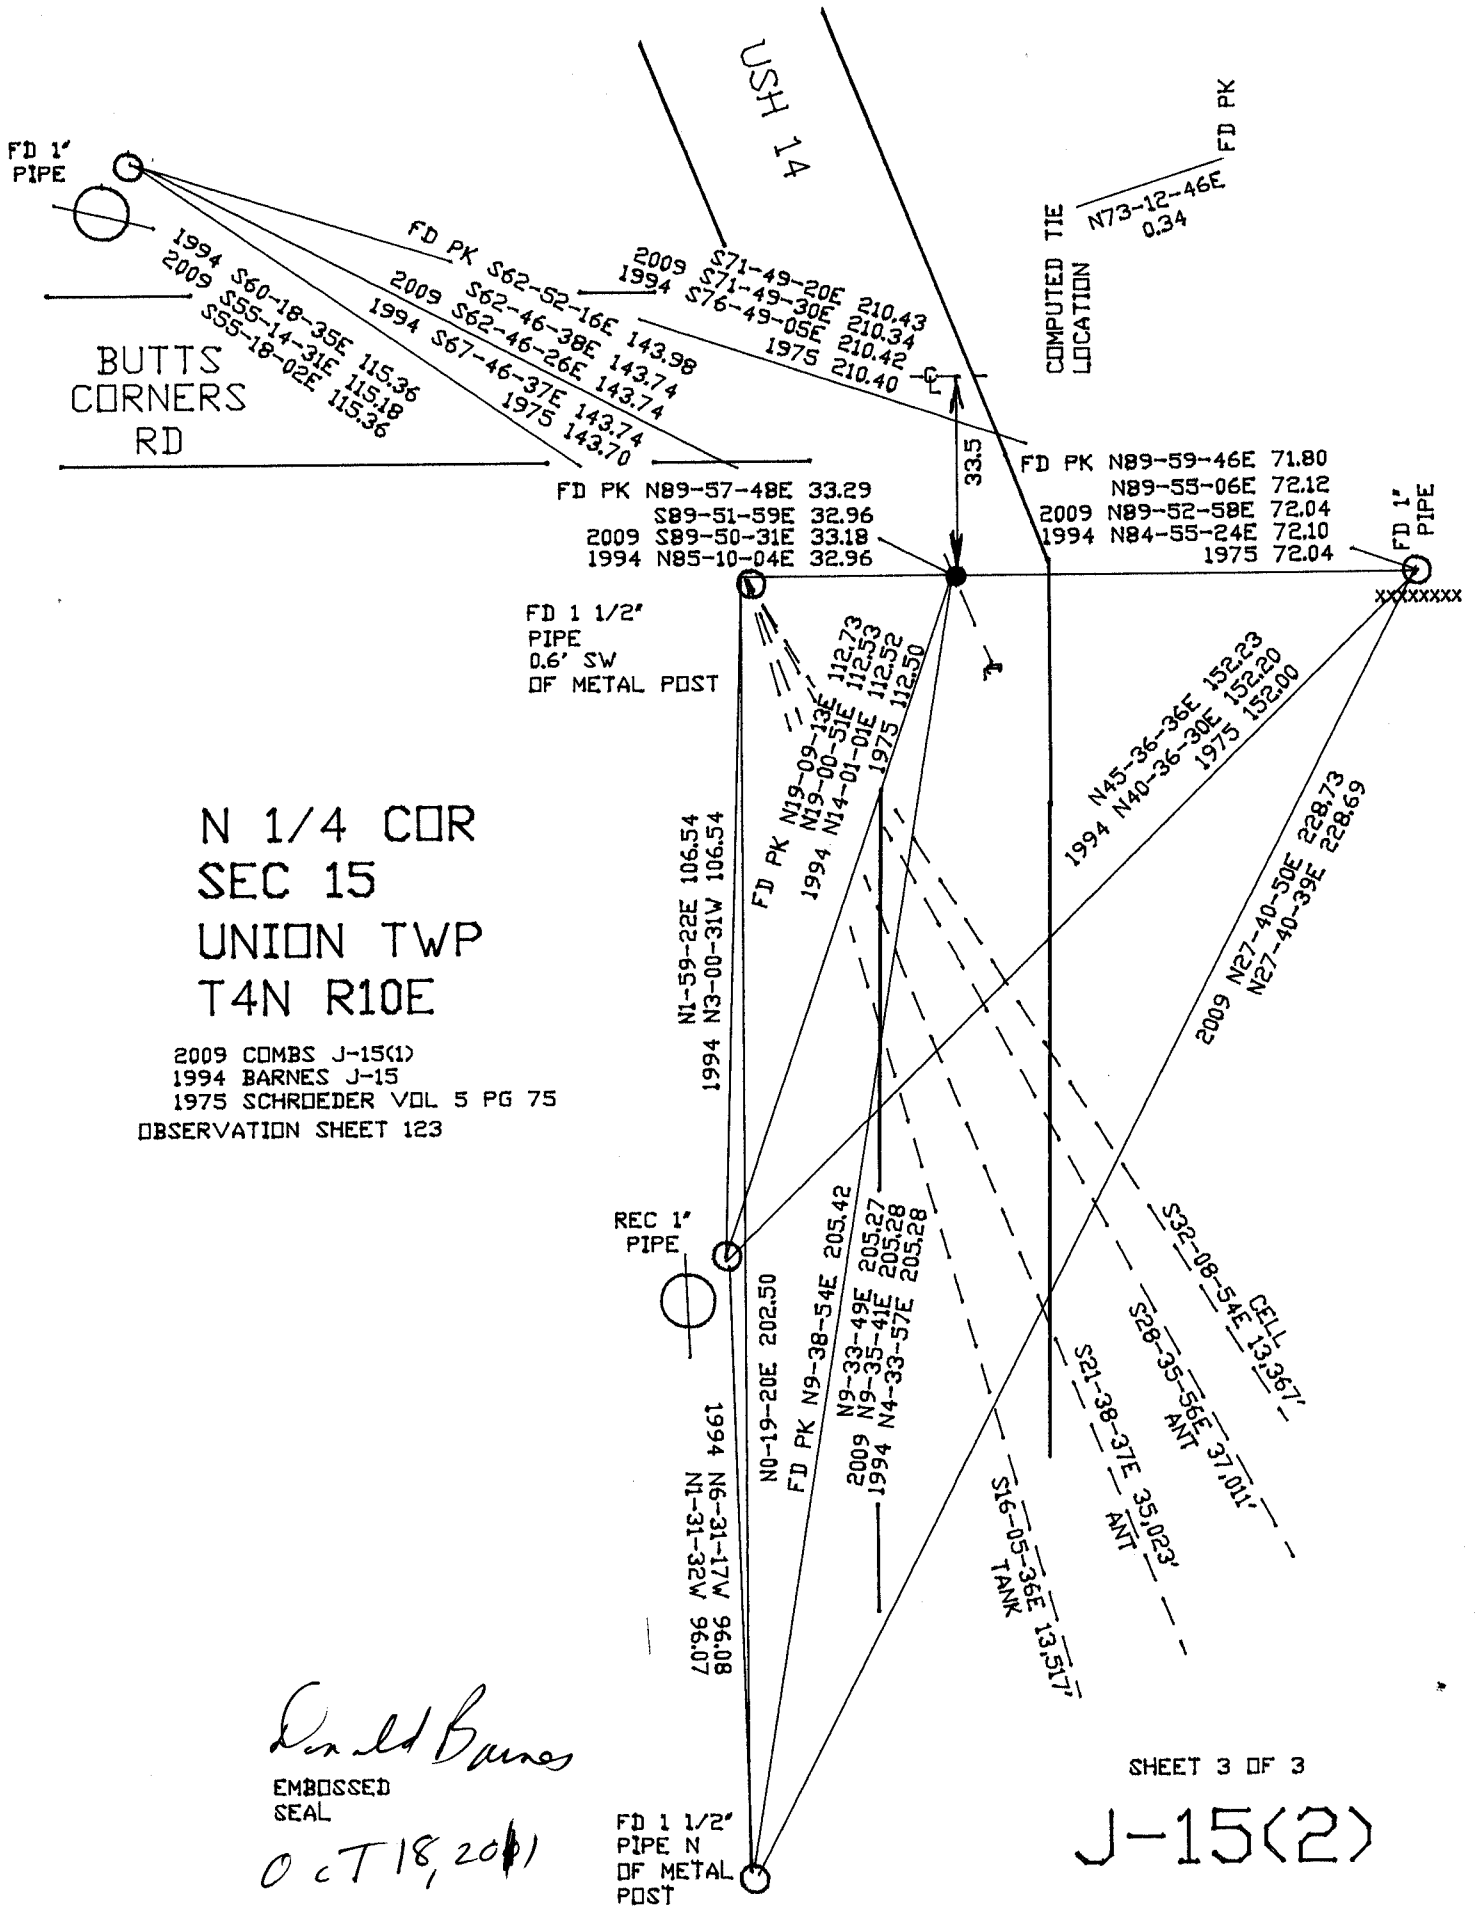 USH 14
FD 1"
PIPE
FD PK
N73-12-46E
0.34
COMPUTED TIE
LOCATION
FD PK S62-52-16E 143.98
S62-46-38E 143.74
2009 S62-46-26E 143.74
1994 S67-46-37E 143.74
1975 143.70
S71-49-20E 210.43
2009 S71-49-30E 210.34
1994 S76-49-05E 210.42
1975 210.40
CL
1994 S60-18-35E 115.36
2009 S55-14-31E 115.18
S55-18-02E 115.36
BUTTS
CORNERS
RD
33.5
FD PK N89-57-48E 33.29
S89-51-59E 32.96
2009 S89-50-31E 33.18
1994 N85-10-04E 32.96
FD PK N89-59-46E 71.80
N89-55-06E 72.12
2009 N89-52-58E 72.04
1994 N84-55-24E 72.10
1975 72.04
FD 1"
PIPE
XXXXXXXX
FD 1 1/2"
PIPE
0.6' SW
OF METAL POST
FD PK N19-09-13E 112.73
N19-00-51E 112.53
1994 N14-01-01E 112.52
1975 112.50
N45-36-36E 152.23
1994 N40-36-30E 152.20
1975 152.00
2009 N27-40-50E 228.73
N27-40-39E 228.69
N1-59-22E 106.54
1994 N3-00-31W 106.54
N 1/4 COR
SEC 15
UNION TWP
T4N R10E
2009 COMBS J-15(1)
1994 BARNES J-15
1975 SCHROEDER VOL 5 PG 75
OBSERVATION SHEET 123
REC 1"
PIPE
N0-19-20E 202.50
FD PK N9-38-54E 205.42
N9-33-49E 205.27
2009 N9-35-41E 205.28
1994 N4-33-57E 205.28
CELL
S32-08-54E 13,367'
S28-35-56E 37,011'
ANT
S21-38-37E 35,023'
ANT
S16-05-36E 13,517'
TANK
1994 N6-31-17W 96.08
N1-31-32W 96.07
Donald Barnes
EMBOSSED
SEAL
OCT 18, 2011
FD 1 1/2"
PIPE N
OF METAL
POST
SHEET 3 OF 3
J-15(2)